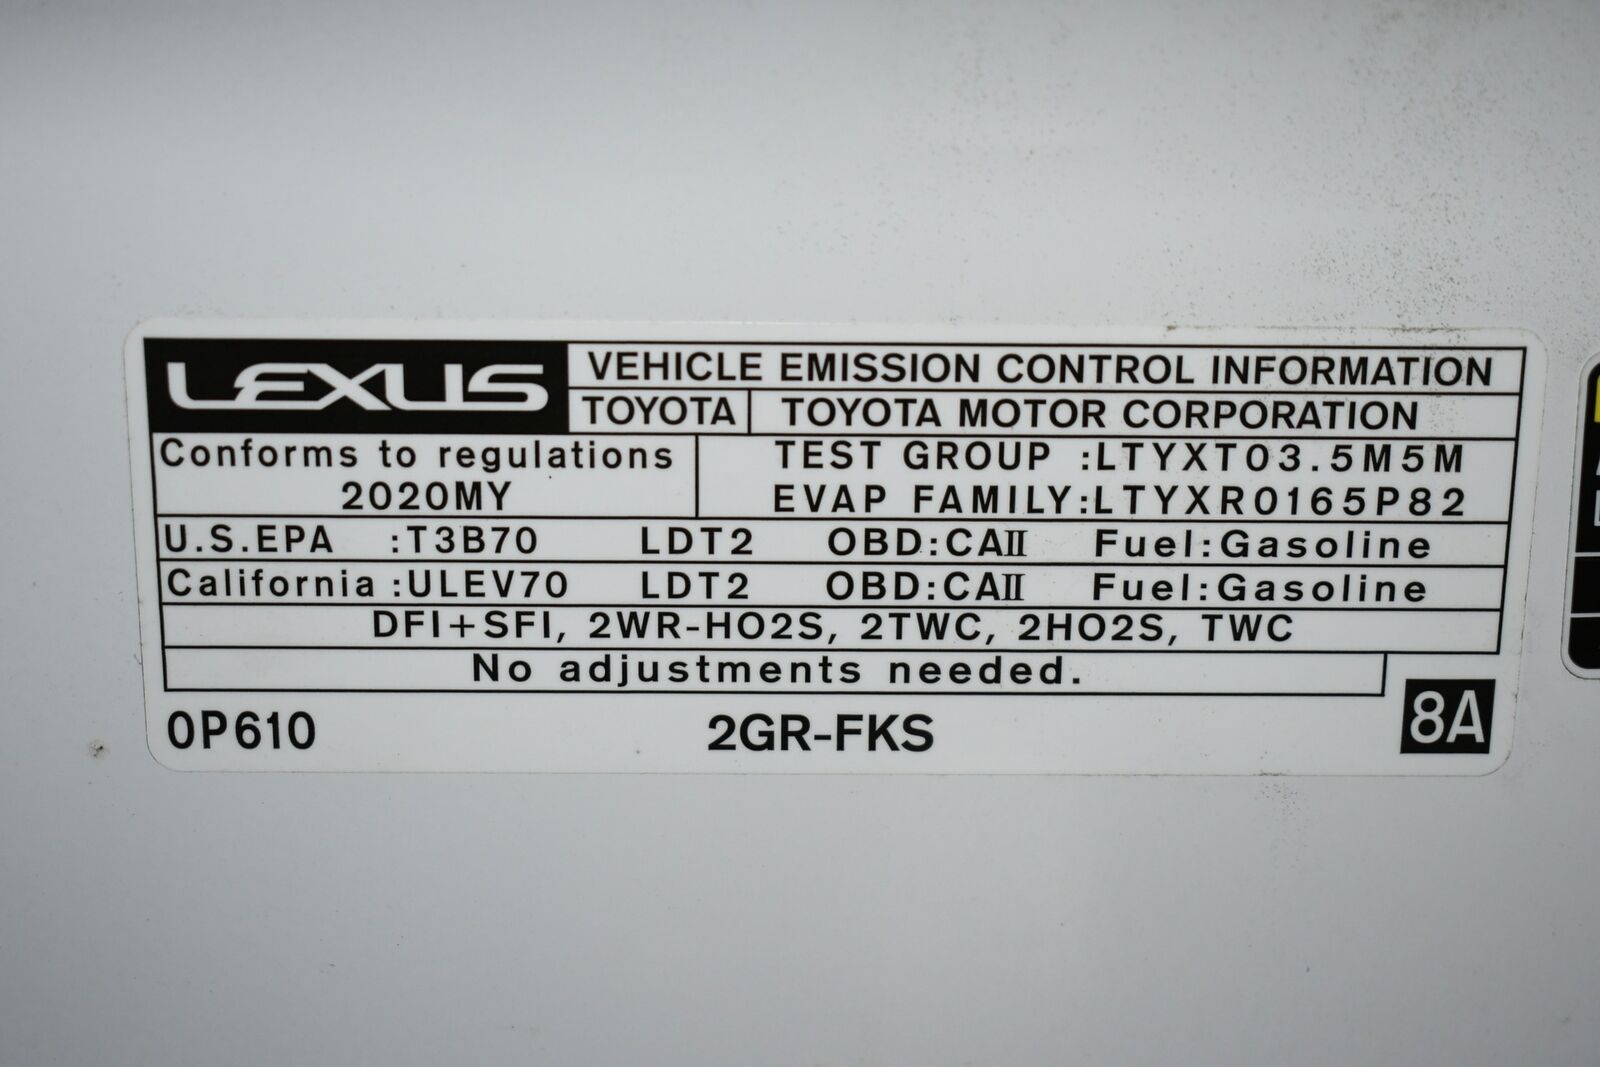 LEXUS VEHICLE EMISSION CONTROL INFORMATION
TOYOTA TOYOTA MOTOR CORPORATION
Conforms to regulations TEST GROUP :LTYXT03.5M5M
2020MY EVAP FAMILY:LTYXR0165P82
U.S.EPA :T3B70 LDT2 OBD:CAII Fuel:Gasoline
California :ULEV70 LDT2 OBD:CAII Fuel:Gasoline
DFI+SFI, 2WR-HO2S, 2TWC, 2HO2S, TWC
No adjustments needed.
0P610 2GR-FKS 8A